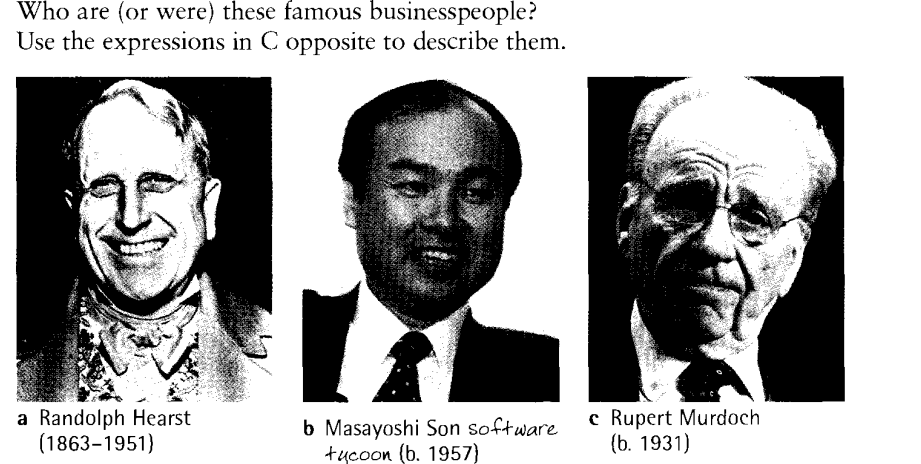 Who are (or were) these famous businesspeople?
Use the expressions in C opposite to describe them.
a Randolph Hearst
(1863–1951)
b Masayoshi Son software
tycoon (b. 1957)
c Rupert Murdoch
(b. 1931)